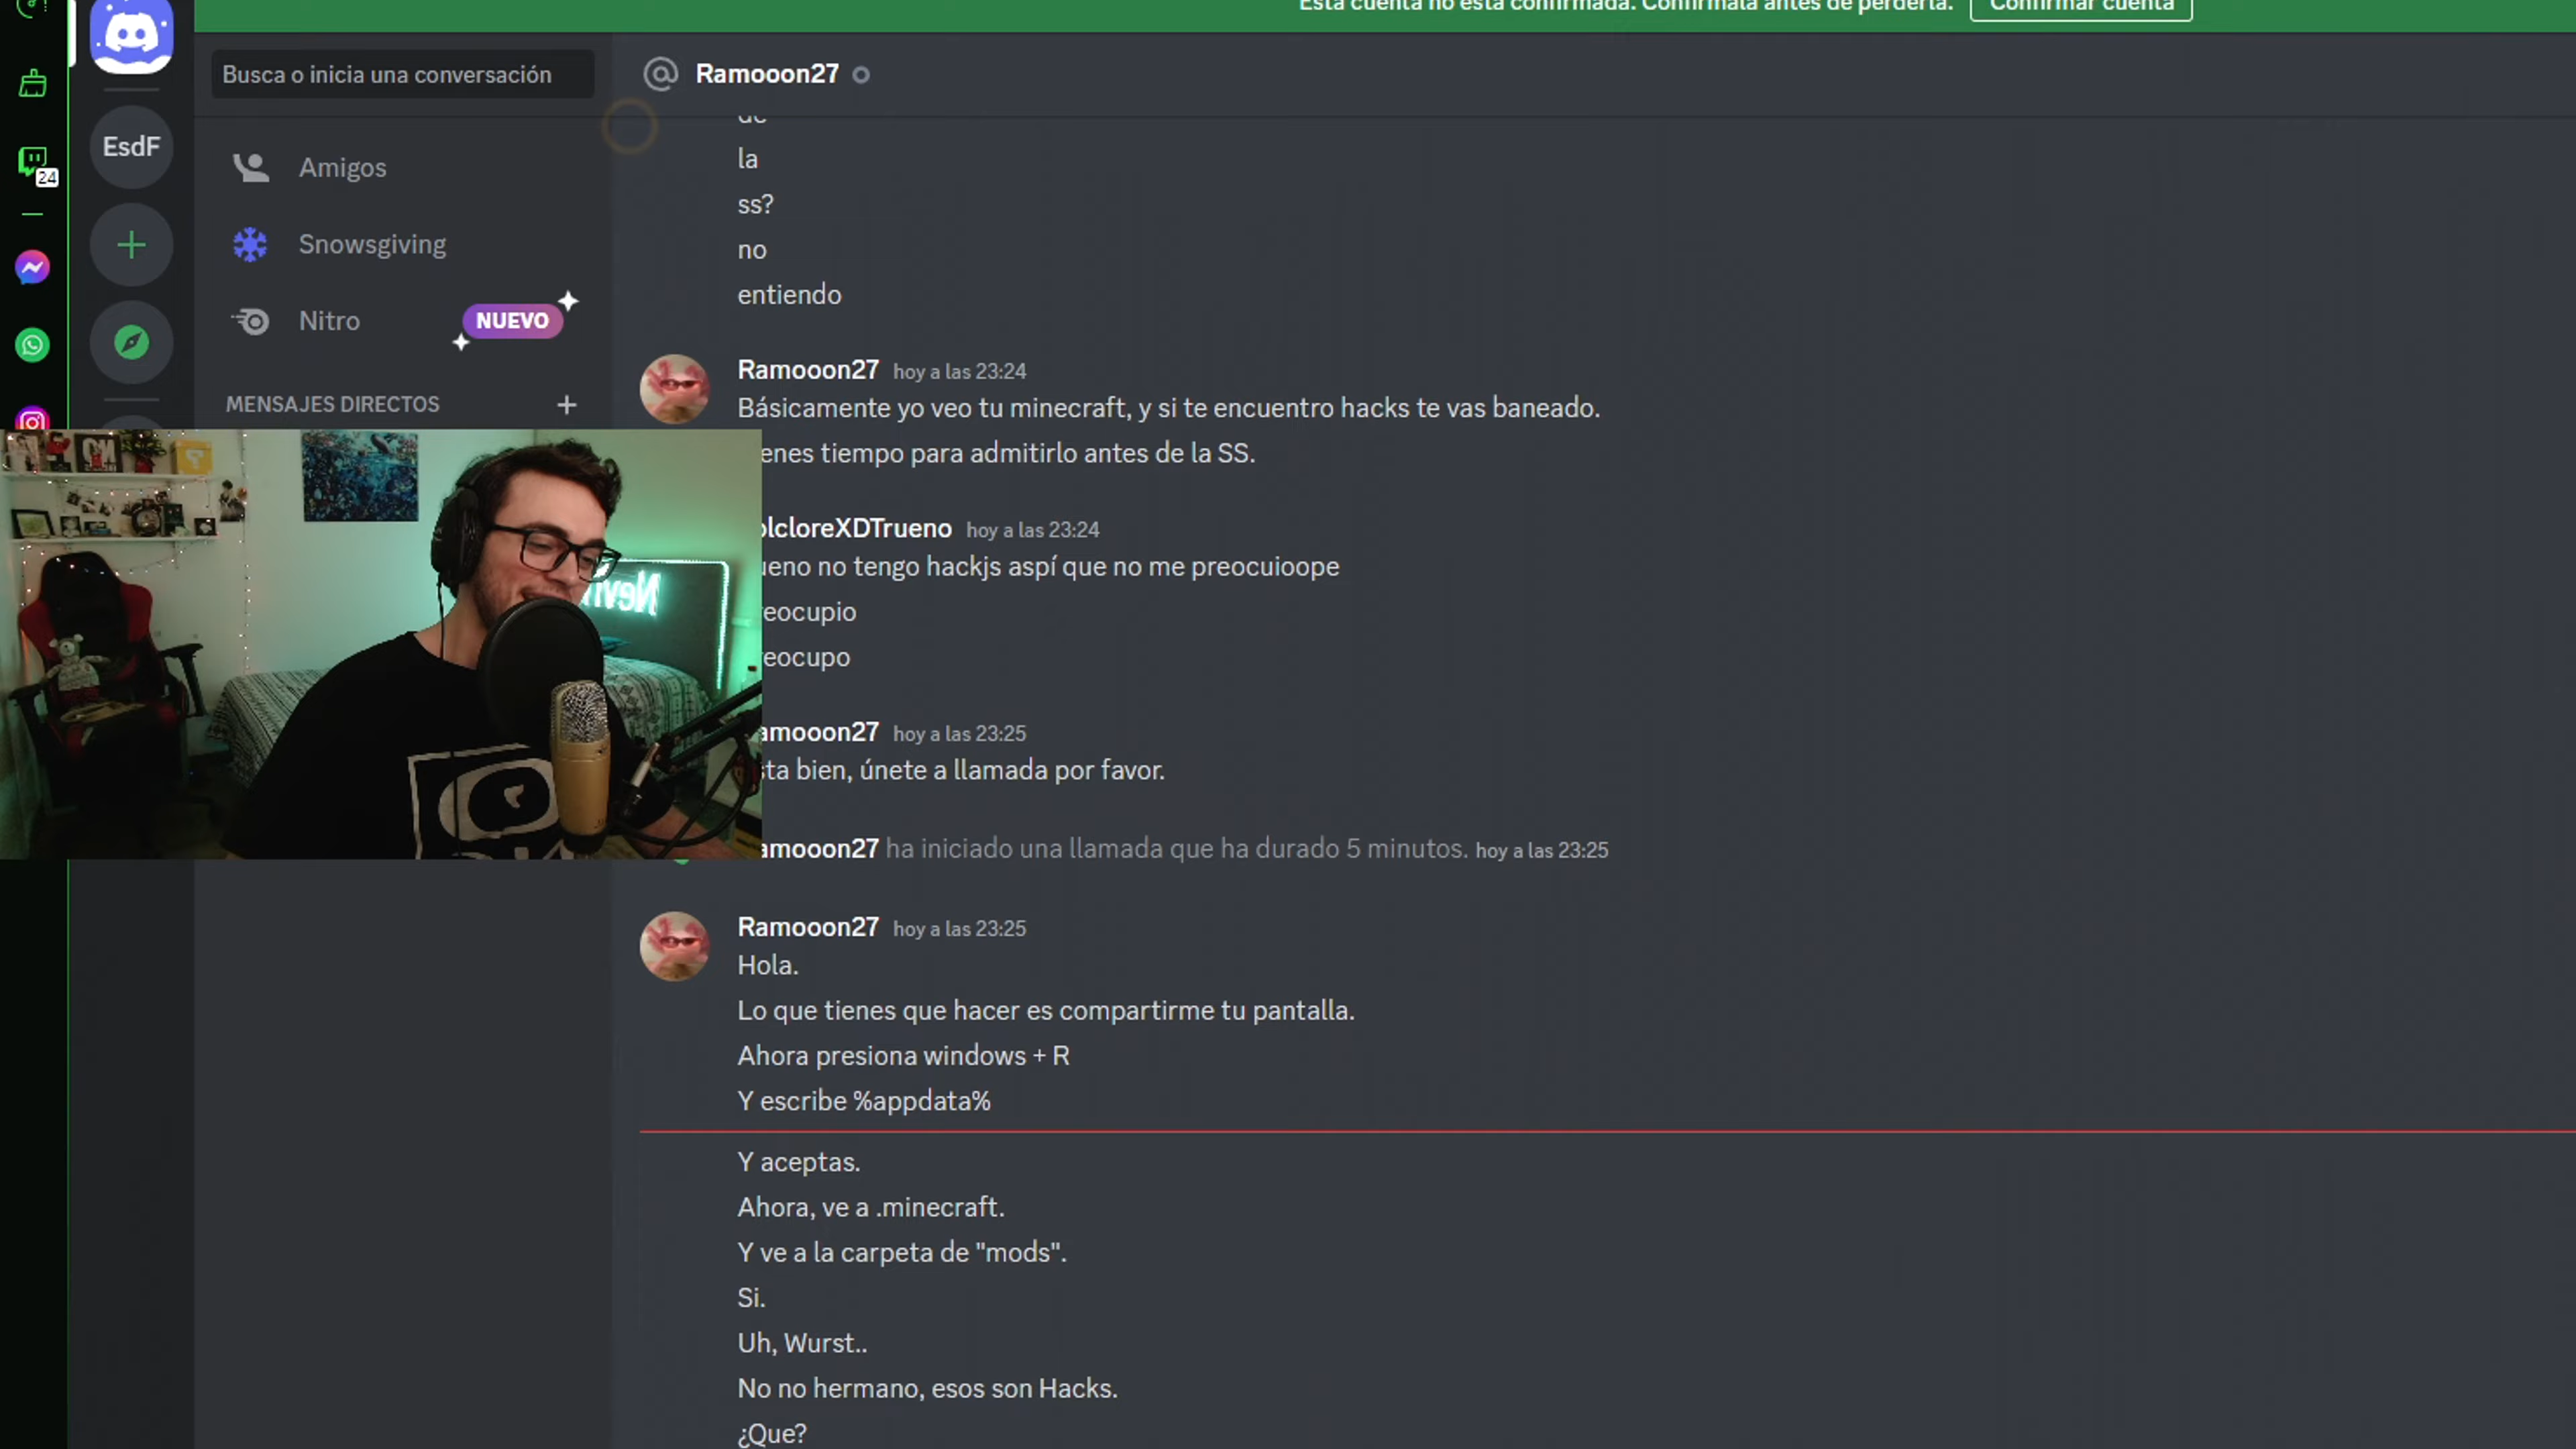 Esta cuenta no está confirmada. Confírmala antes de perderla.
Confirmar cuenta
Busca o inicia una conversación
Ramooon27
EsdF
24
Amigos
Snowsgiving
Nitro
NUEVO
MENSAJES DIRECTOS
de
la
ss?
no
entiendo
Ramooon27 hoy a las 23:24
Básicamente yo veo tu minecraft, y si te encuentro hacks te vas baneado.
enes tiempo para admitirlo antes de la SS.
olcloreXDTrueno hoy a las 23:24
ueno no tengo hackjs aspí que no me preocuioope
reocupio
reocupo
amooon27 hoy a las 23:25
sta bien, únete a llamada por favor.
amooon27 ha iniciado una llamada que ha durado 5 minutos. hoy a las 23:25
Ramooon27 hoy a las 23:25
Hola.
Lo que tienes que hacer es compartirme tu pantalla.
Ahora presiona windows + R
Y escribe %appdata%
Y aceptas.
Ahora, ve a .minecraft.
Y ve a la carpeta de "mods".
Si.
Uh, Wurst..
No no hermano, esos son Hacks.
¿Que?